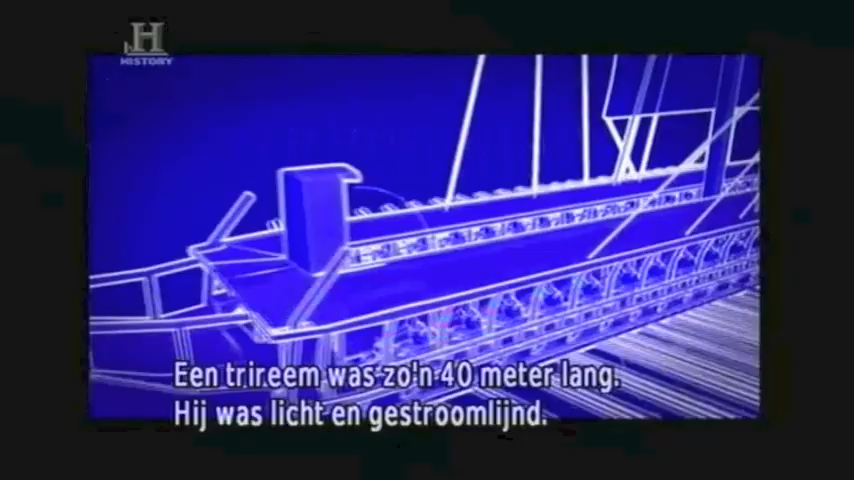 H
HISTORY
Een trireem was zo'n 40 meter lang.
Hij was licht en gestroomlijnd.